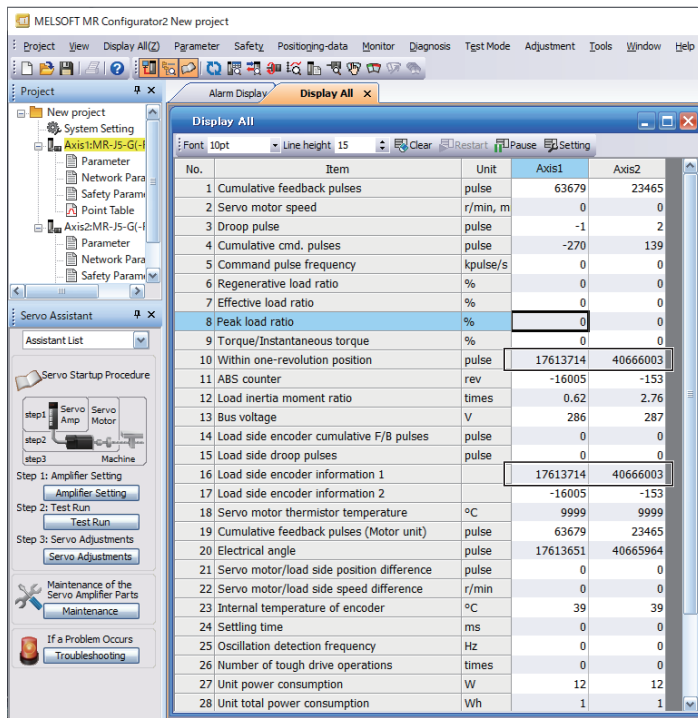 MELSOFT MR Configurator2 New project
Project View Display All(Z) Parameter Safety Positioning-data Monitor Diagnosis Test Mode Adjustment Tools Window Help
Project
New project
System Setting
Axis1:MR-J5-G(-
Parameter
Network Para
Safety Param
Point Table
Axis2:MR-J5-G(-
Parameter
Network Para
Safety Param
Servo Assistant
Assistant List
Servo Startup Procedure
step1 Servo Amp Servo Motor
step2
step3 Machine
Step 1: Amplifier Setting
Amplifier Setting
Step 2: Test Run
Test Run
Step 3: Servo Adjustments
Servo Adjustments
Maintenance of the
Servo Amplifier Parts
Maintenance
If a Problem Occurs
Troubleshooting
Alarm Display Display All
Display All
Font 10pt Line height 15 Clear Restart Pause Setting
No. Item Unit Axis1 Axis2
1 Cumulative feedback pulses pulse 63679 23465
2 Servo motor speed r/min, m 0 0
3 Droop pulse pulse -1 2
4 Cumulative cmd. pulses pulse -270 139
5 Command pulse frequency kpulse/s 0 0
6 Regenerative load ratio % 0 0
7 Effective load ratio % 0 0
8 Peak load ratio % 0 0
9 Torque/Instantaneous torque % 0 0
10 Within one-revolution position pulse 17613714 40666003
11 ABS counter rev -16005 -153
12 Load inertia moment ratio times 0.62 2.76
13 Bus voltage V 286 287
14 Load side encoder cumulative F/B pulses pulse 0 0
15 Load side droop pulses pulse 0 0
16 Load side encoder information 1 17613714 40666003
17 Load side encoder information 2 -16005 -153
18 Servo motor thermistor temperature °C 9999 9999
19 Cumulative feedback pulses (Motor unit) pulse 63679 23465
20 Electrical angle pulse 17613651 40665964
21 Servo motor/load side position difference pulse 0 0
22 Servo motor/load side speed difference r/min 0 0
23 Internal temperature of encoder °C 39 39
24 Settling time ms 0 0
25 Oscillation detection frequency Hz 0 0
26 Number of tough drive operations times 0 0
27 Unit power consumption W 12 12
28 Unit total power consumption Wh 1 1